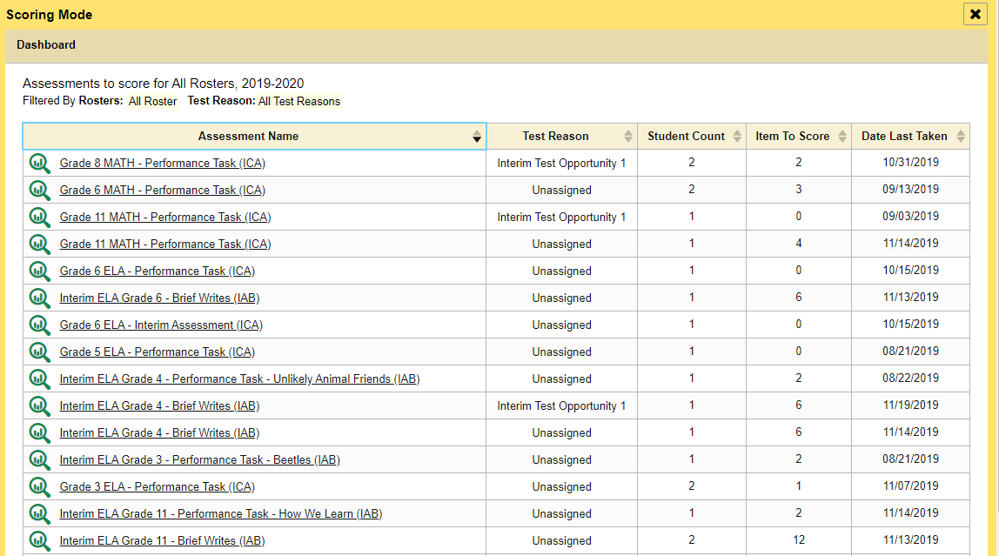 Scoring Mode
Dashboard
Assessments to score for All Rosters, 2019-2020
Filtered By Rosters: All Roster Test Reason: All Test Reasons
Assessment Name Test Reason Student Count Item To Score Date Last Taken
Grade 8 MATH - Performance Task (ICA) Interim Test Opportunity 1 2 2 10/31/2019
Grade 6 MATH - Performance Task (ICA) Unassigned 2 3 09/13/2019
Grade 11 MATH - Performance Task (ICA) Interim Test Opportunity 1 1 0 09/03/2019
Grade 11 MATH - Performance Task (ICA) Unassigned 1 4 11/14/2019
Grade 6 ELA - Performance Task (ICA) Unassigned 1 0 10/15/2019
Interim ELA Grade 6 - Brief Writes (IAB) Unassigned 1 6 11/13/2019
Grade 6 ELA - Interim Assessment (ICA) Unassigned 1 0 10/15/2019
Grade 5 ELA - Performance Task (ICA) Unassigned 1 0 08/21/2019
Interim ELA Grade 4 - Performance Task - Unlikely Animal Friends (IAB) Unassigned 1 2 08/22/2019
Interim ELA Grade 4 - Brief Writes (IAB) Interim Test Opportunity 1 1 6 11/19/2019
Interim ELA Grade 4 - Brief Writes (IAB) Unassigned 1 6 11/14/2019
Interim ELA Grade 3 - Performance Task - Beetles (IAB) Unassigned 1 2 08/21/2019
Grade 3 ELA - Performance Task (ICA) Unassigned 2 1 11/07/2019
Interim ELA Grade 11 - Performance Task - How We Learn (IAB) Unassigned 1 2 11/14/2019
Interim ELA Grade 11 - Brief Writes (IAB) Unassigned 2 12 11/13/2019